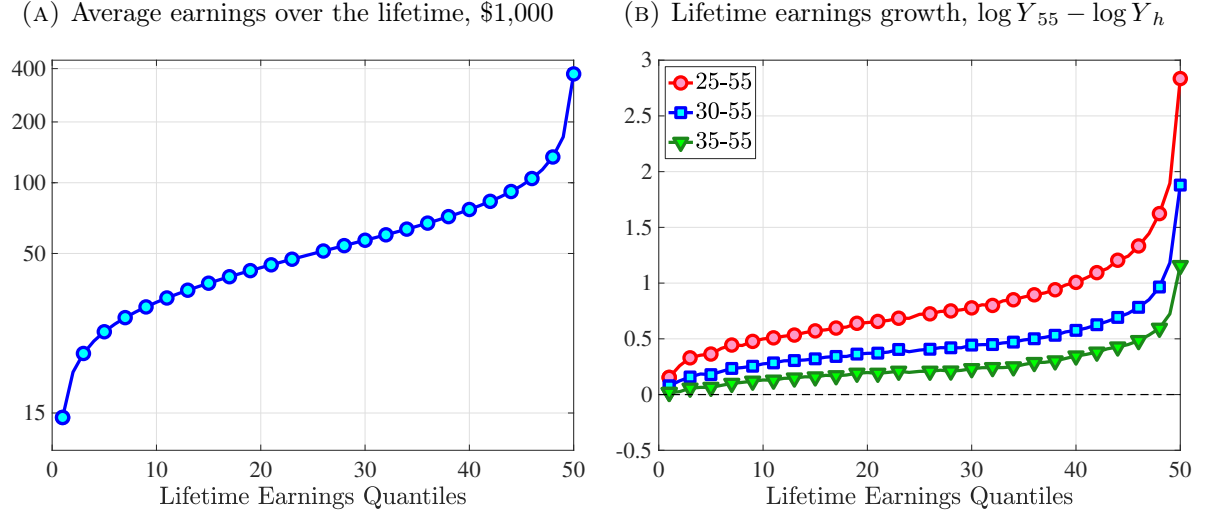 (A) Average earnings over the lifetime, $1,000
400
200
100
50
15
0 10 20 30 40 50
Lifetime Earnings Quantiles
(B) Lifetime earnings growth, log Y₅₅ − log Yₕ
3
2.5
2
1.5
1
0.5
0
-0.5
25-55
30-55
35-55
0 10 20 30 40 50
Lifetime Earnings Quantiles